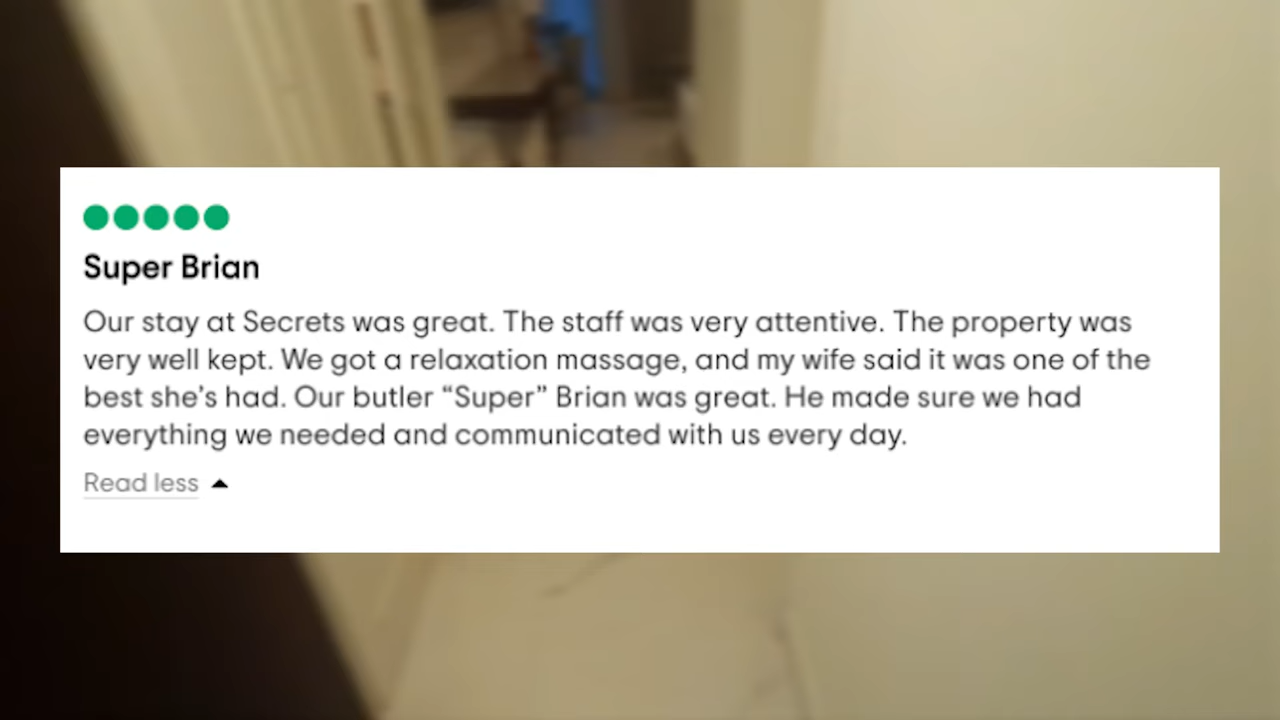 Super Brian
Our stay at Secrets was great. The staff was very attentive. The property was
very well kept. We got a relaxation massage, and my wife said it was one of the
best she’s had. Our butler “Super” Brian was great. He made sure we had
everything we needed and communicated with us every day.
Read less